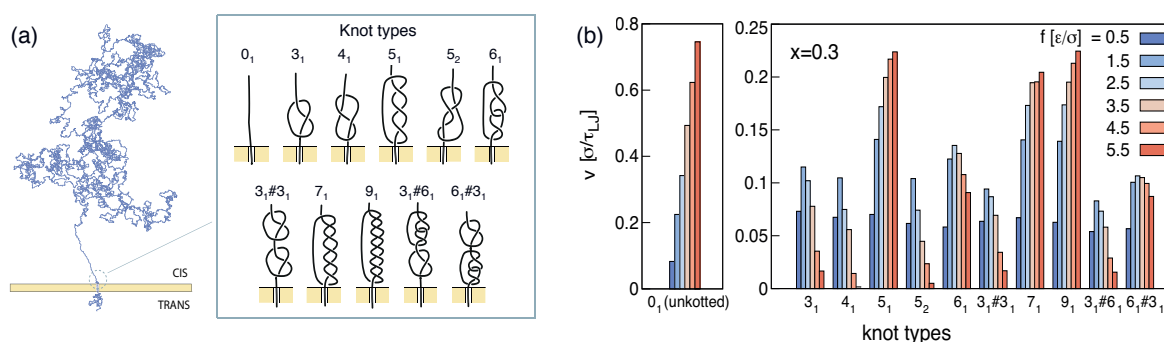 (a)
CIS
TRANS
Knot types
0₁ 3₁ 4₁ 5₁ 5₂ 6₁
3₁#3₁ 7₁ 9₁ 3₁#6₁ 6₁#3₁
(b)
v [σ/τLJ]
0.8
0.6
0.4
0.2
0
0₁ (unkotted)
x=0.3
f [ε/σ] = 0.5
1.5
2.5
3.5
4.5
5.5
0.25
0.2
0.15
0.1
0.05
0
3₁ 4₁ 5₁ 5₂ 6₁ 3₁#3₁ 7₁ 9₁ 3₁#6₁ 6₁#3₁
knot types